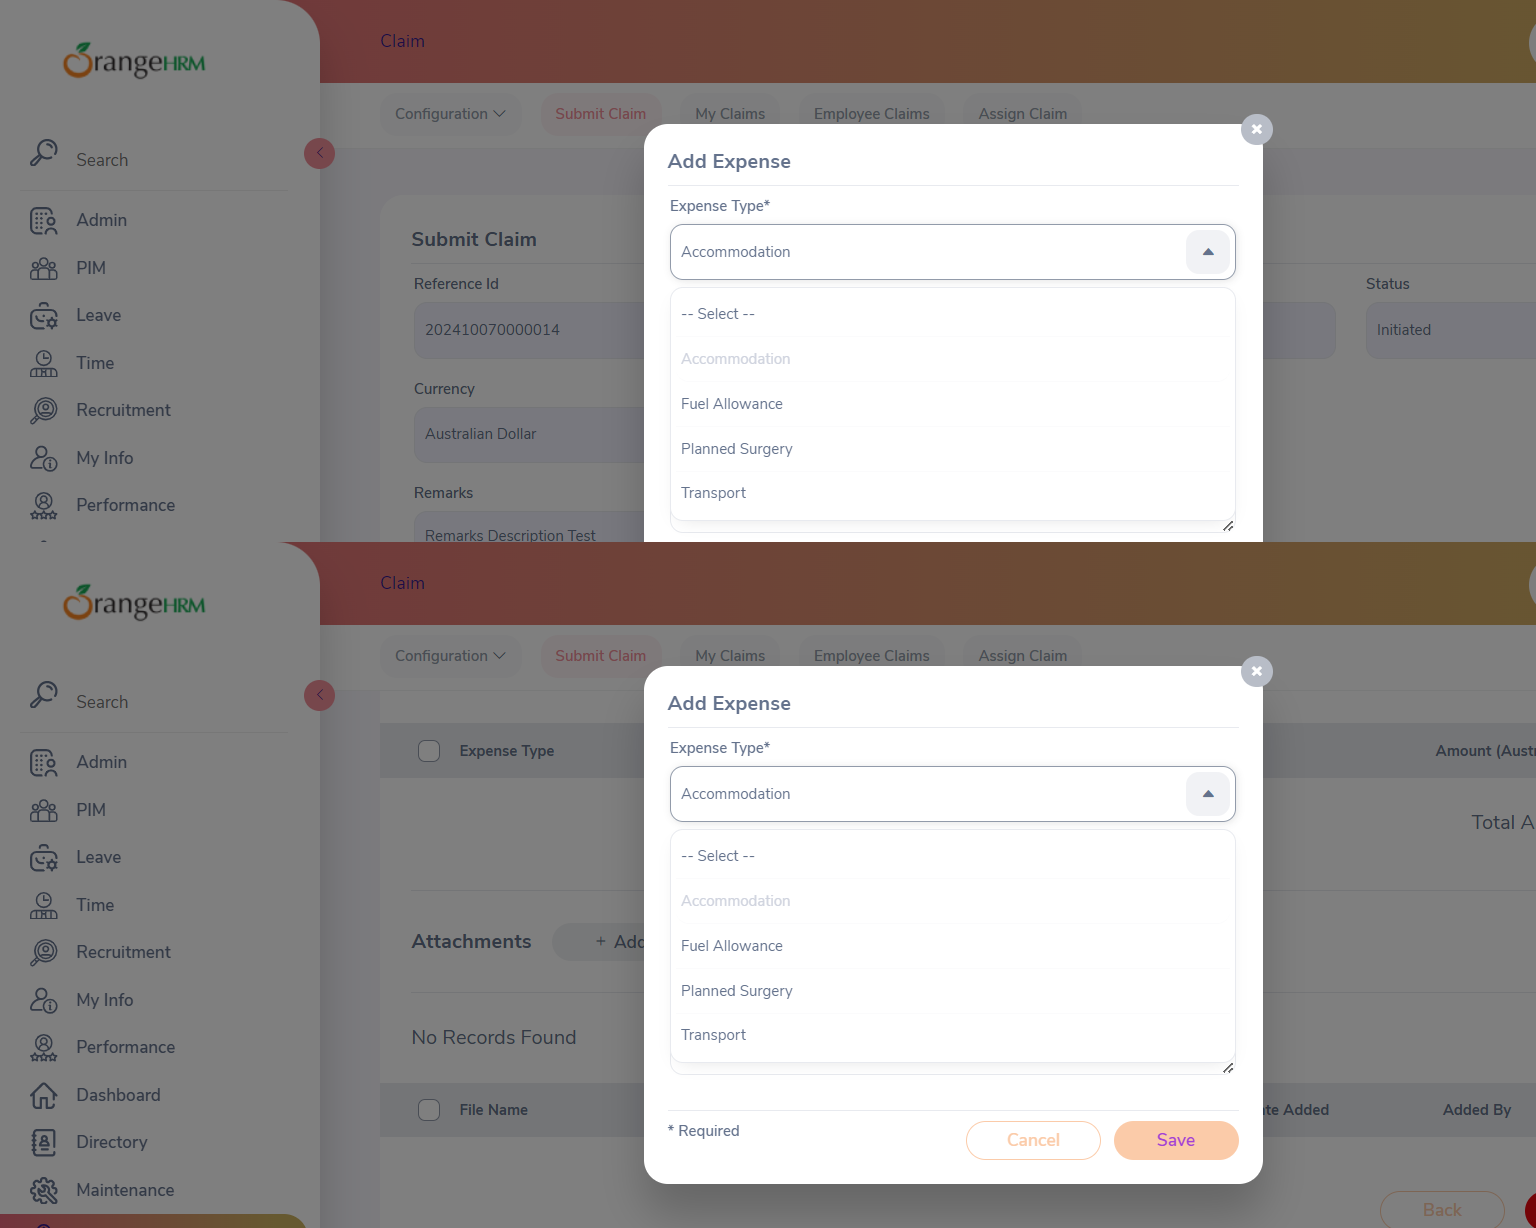 OrangeHRM
Claim
Configuration
Submit Claim
My Claims
Employee Claims
Assign Claim
Search
Admin
PIM
Leave
Time
Recruitment
My Info
Performance
Submit Claim
Reference Id
202410070000014
Status
Initiated
Currency
Australian Dollar
Remarks
Remarks Description Test
Add Expense
Expense Type*
Accommodation
-- Select --
Accommodation
Fuel Allowance
Planned Surgery
Transport
OrangeHRM
Claim
Configuration
Submit Claim
My Claims
Employee Claims
Assign Claim
Search
Admin
PIM
Leave
Time
Recruitment
My Info
Performance
Dashboard
Directory
Maintenance
Expense Type
Amount (Austr
Total A
Attachments
+ Add
No Records Found
File Name
te Added
Added By
Back
Add Expense
Expense Type*
Accommodation
-- Select --
Accommodation
Fuel Allowance
Planned Surgery
Transport
* Required
Cancel
Save